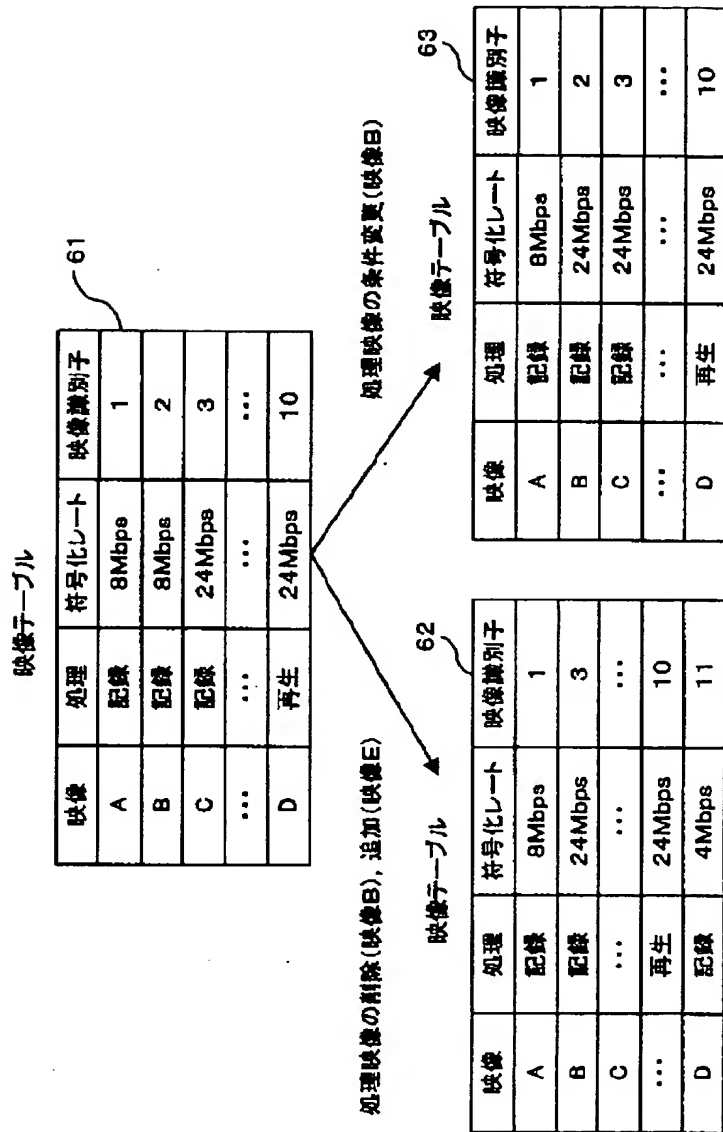 映像テーブル
61
映像 処理 符号化レート 映像識別子
A 記録 8Mbps 1
B 記録 8Mbps 2
C 記録 24Mbps 3
… … …
D 再生 24Mbps 10
処理映像の削除(映像B), 追加(映像E)
映像テーブル
62
映像 処理 符号化レート 映像識別子
A 記録 8Mbps 1
B 記録 24Mbps 3
… … … …
… 再生 24Mbps 10
D 記録 4Mbps 11
処理映像の条件変更(映像B)
映像テーブル
63
映像 処理 符号化レート 映像識別子
A 記録 8Mbps 1
B 記録 24Mbps 2
C 記録 24Mbps 3
… … … …
D 再生 24Mbps 10